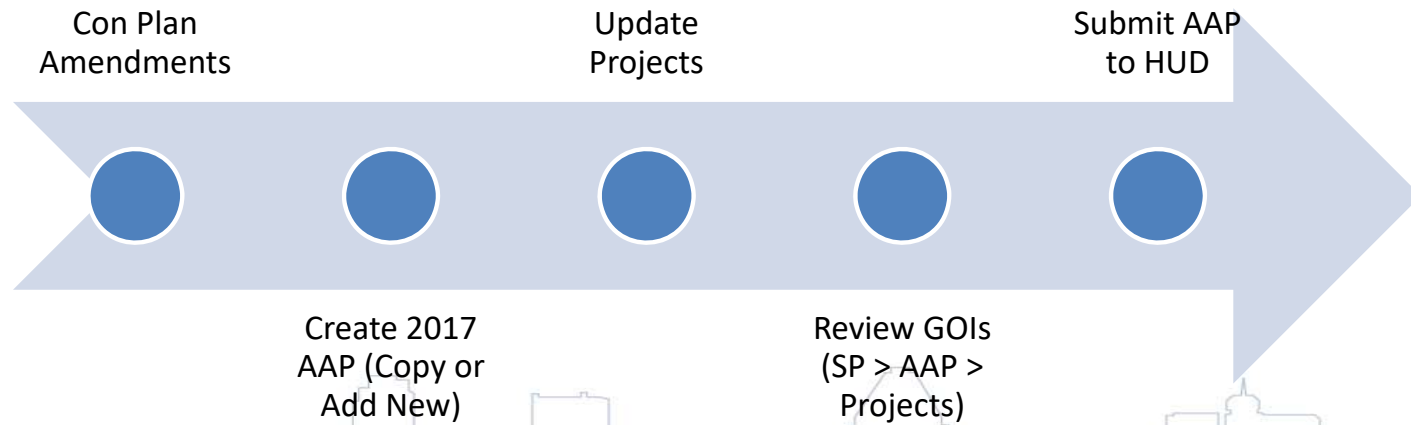 Con Plan
Amendments
Create 2017
AAP (Copy or
Add New)
Update
Projects
Review GOIs
(SP > AAP >
Projects)
Submit AAP
to HUD